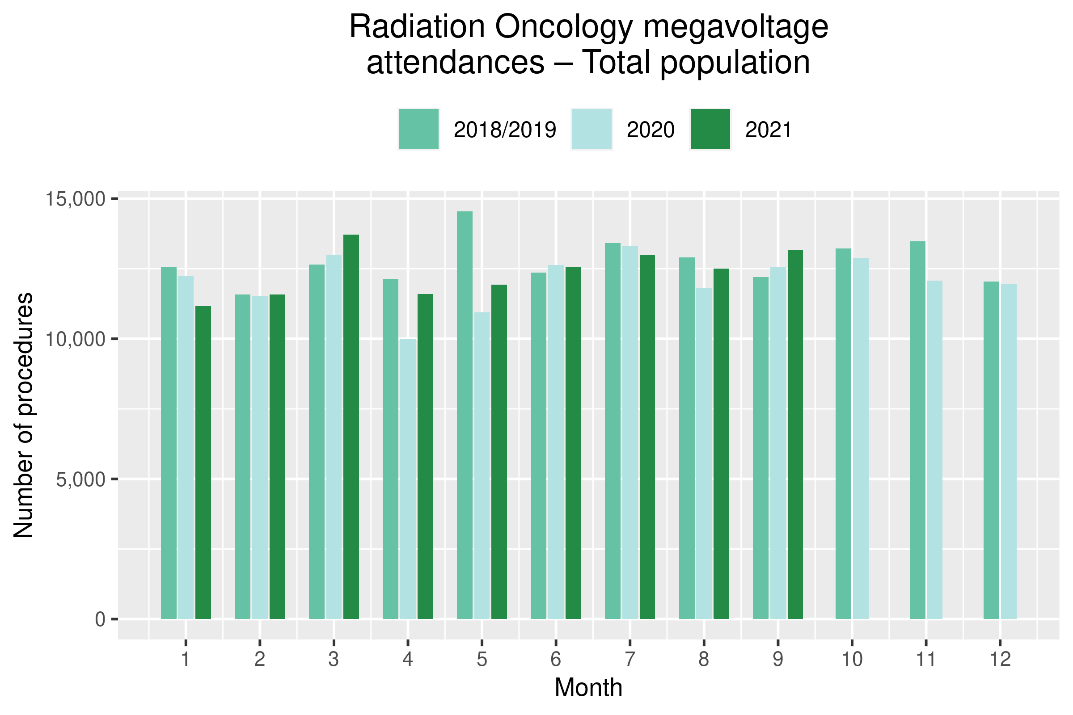 Radiation Oncology megavoltage
attendances – Total population
2018/2019 2020 2021
Number of procedures
15,000
10,000
5,000
0
1 2 3 4 5 6 7 8 9 10 11 12
Month